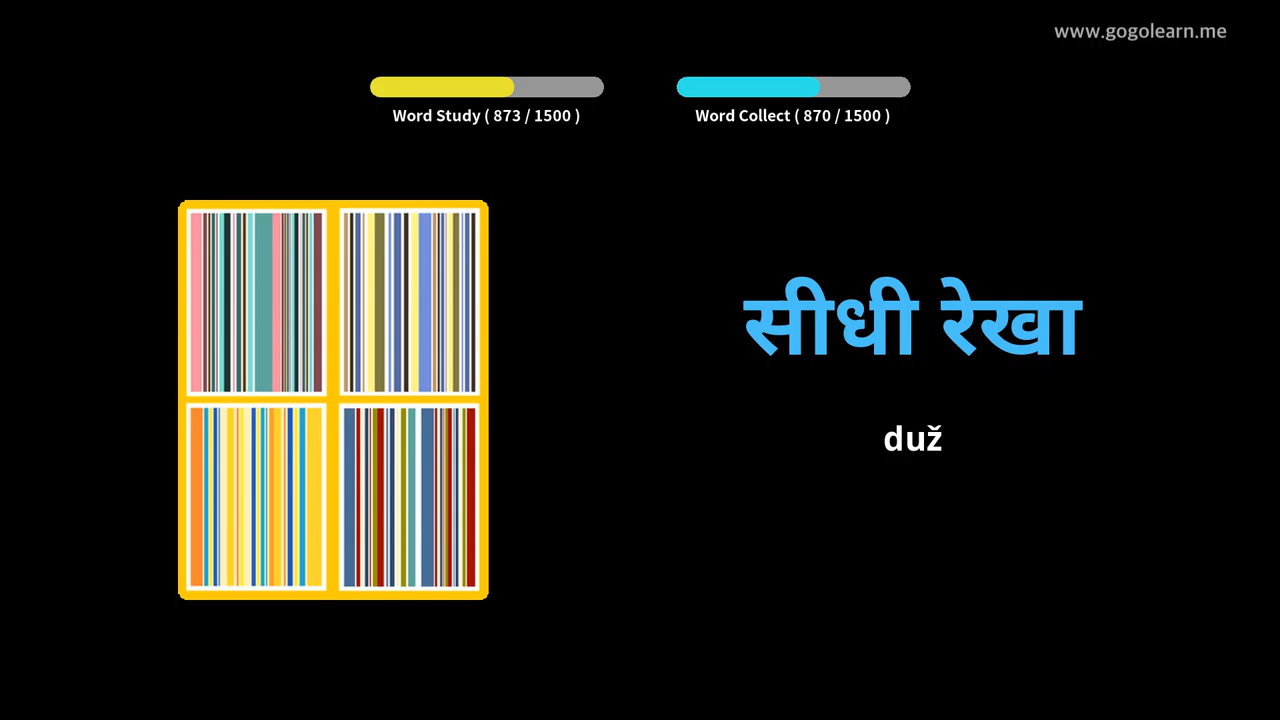 www.gogolearn.me
Word Study ( 873 / 1500 )
Word Collect ( 870 / 1500 )
सीधी रेखा
duž